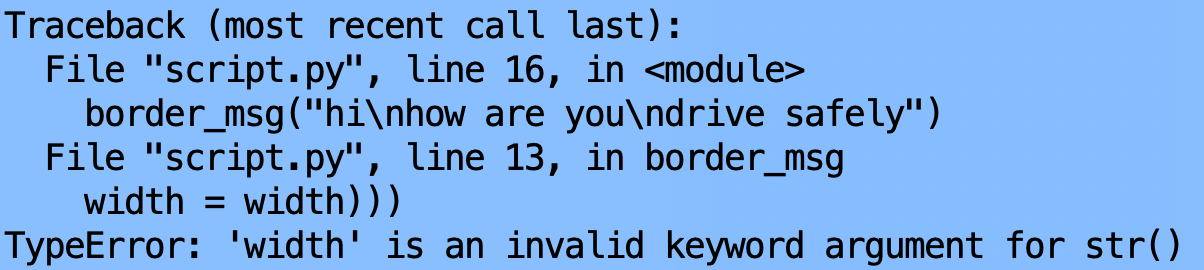 Traceback (most recent call last):
  File "script.py", line 16, in <module>
    border_msg("hi\nhow are you\ndrive safely")
  File "script.py", line 13, in border_msg
    width = width)))
TypeError: 'width' is an invalid keyword argument for str()